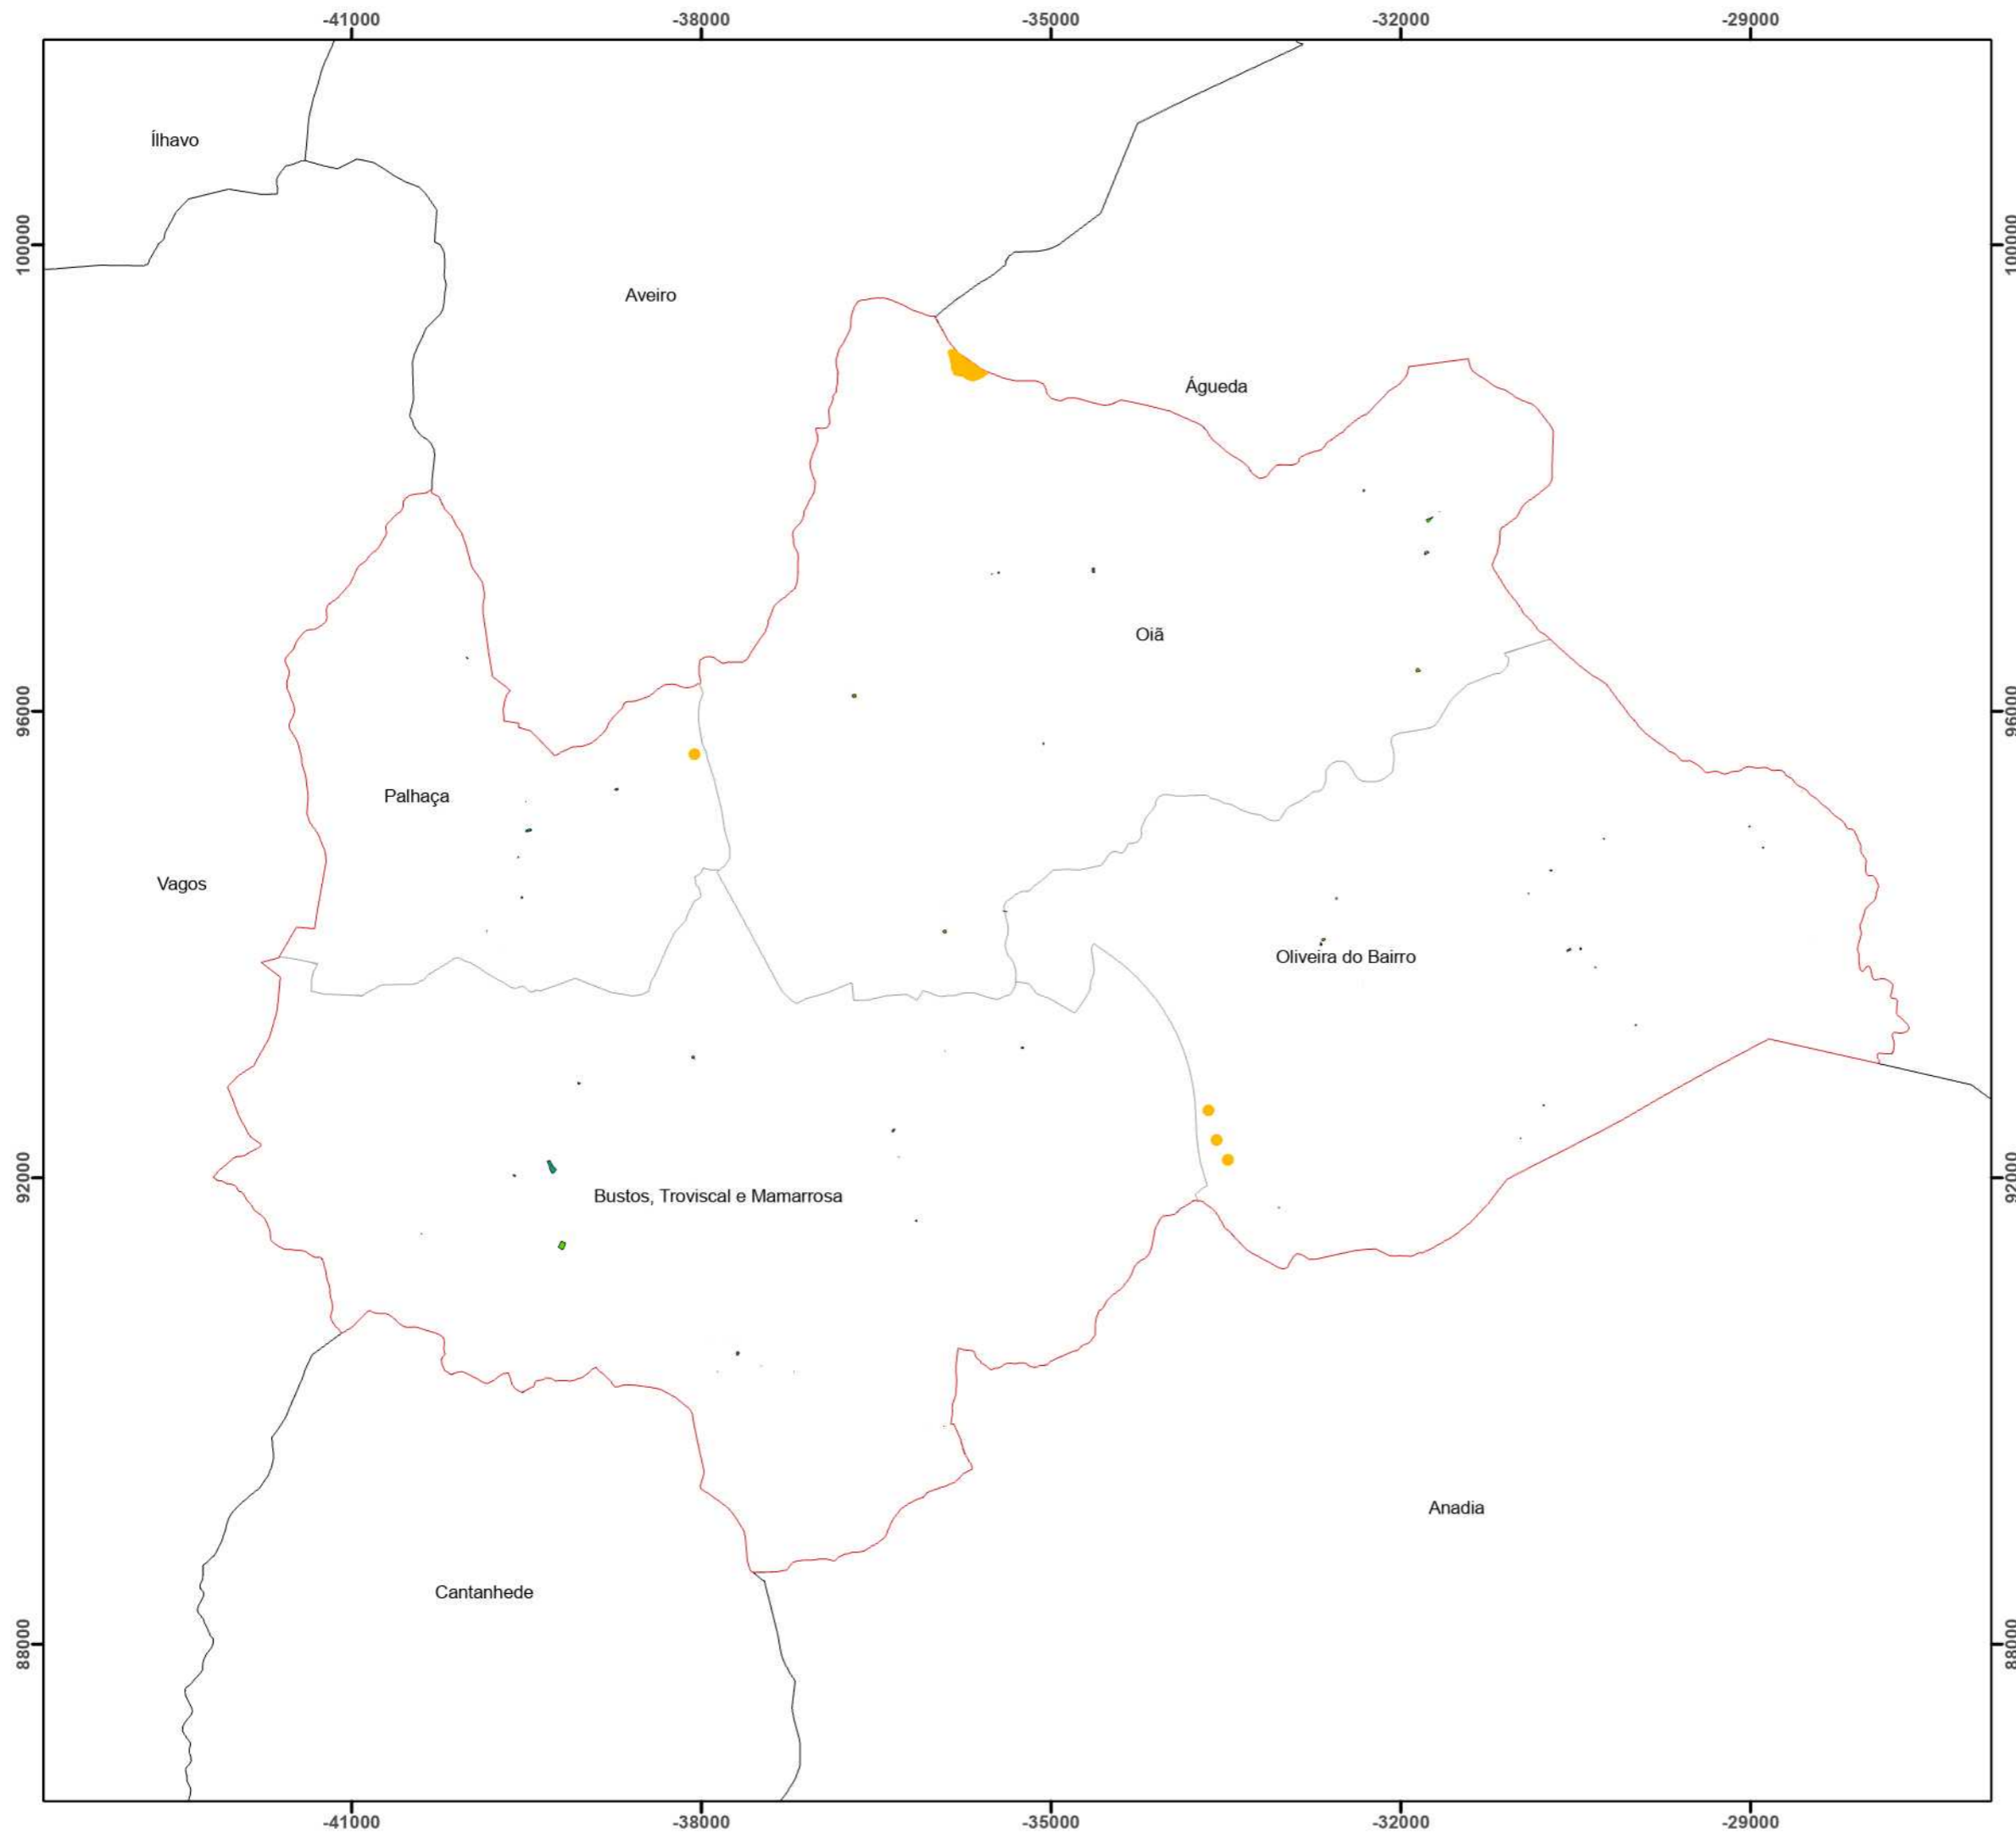 -41000 -38000 -35000 -32000 -29000
Ílhavo
100000 100000
Aveiro
Águeda
Oiã
96000 96000
Palhaça
Vagos
Oliveira do Bairro
92000 92000
Bustos, Troviscal e Mamarrosa
Anadia
Cantanhede
88000 88000
-41000 -38000 -35000 -32000 -29000